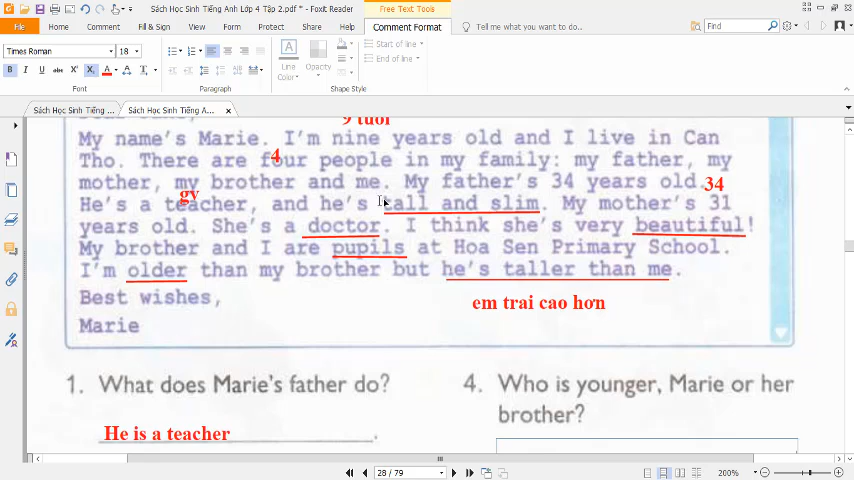 Sách Học Sinh Tiếng Anh Lớp 4 Tập 2.pdf * - Foxit Reader
Free Text Tools
File Home Comment Fill & Sign View Form Protect Share Help Comment Format Tell me what you want to do... Find
Times Roman 18
B I U A X² X₂ A
Font
Paragraph
Line Color
Opacity
Start of line
End of line
Shape Style
Sách Học Sinh Tiếng ... Sách Học Sinh Tiếng A...
9 tuổi
My name's Marie. I'm nine years old and I live in Can
4
Tho. There are four people in my family: my father, my
mother, my brother and me. My father's 34 years old.
34
gv
He's a teacher, and he's tall and slim. My mother's 31
years old. She's a doctor. I think she's very beautiful!
My brother and I are pupils at Hoa Sen Primary School.
I'm older than my brother but he's taller than me.
em trai cao hơn
Best wishes,
Marie
1. What does Marie's father do?
He is a teacher
4. Who is younger, Marie or her
brother?
28 / 79
200%